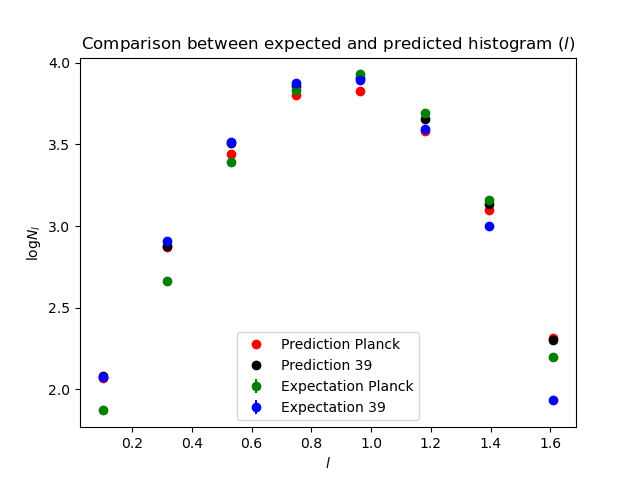 Comparison between expected and predicted histogram (l)
4.0
3.5
3.0
2.5
2.0
logN_l
0.2 0.4 0.6 0.8 1.0 1.2 1.4 1.6
l
Prediction Planck
Prediction 39
Expectation Planck
Expectation 39